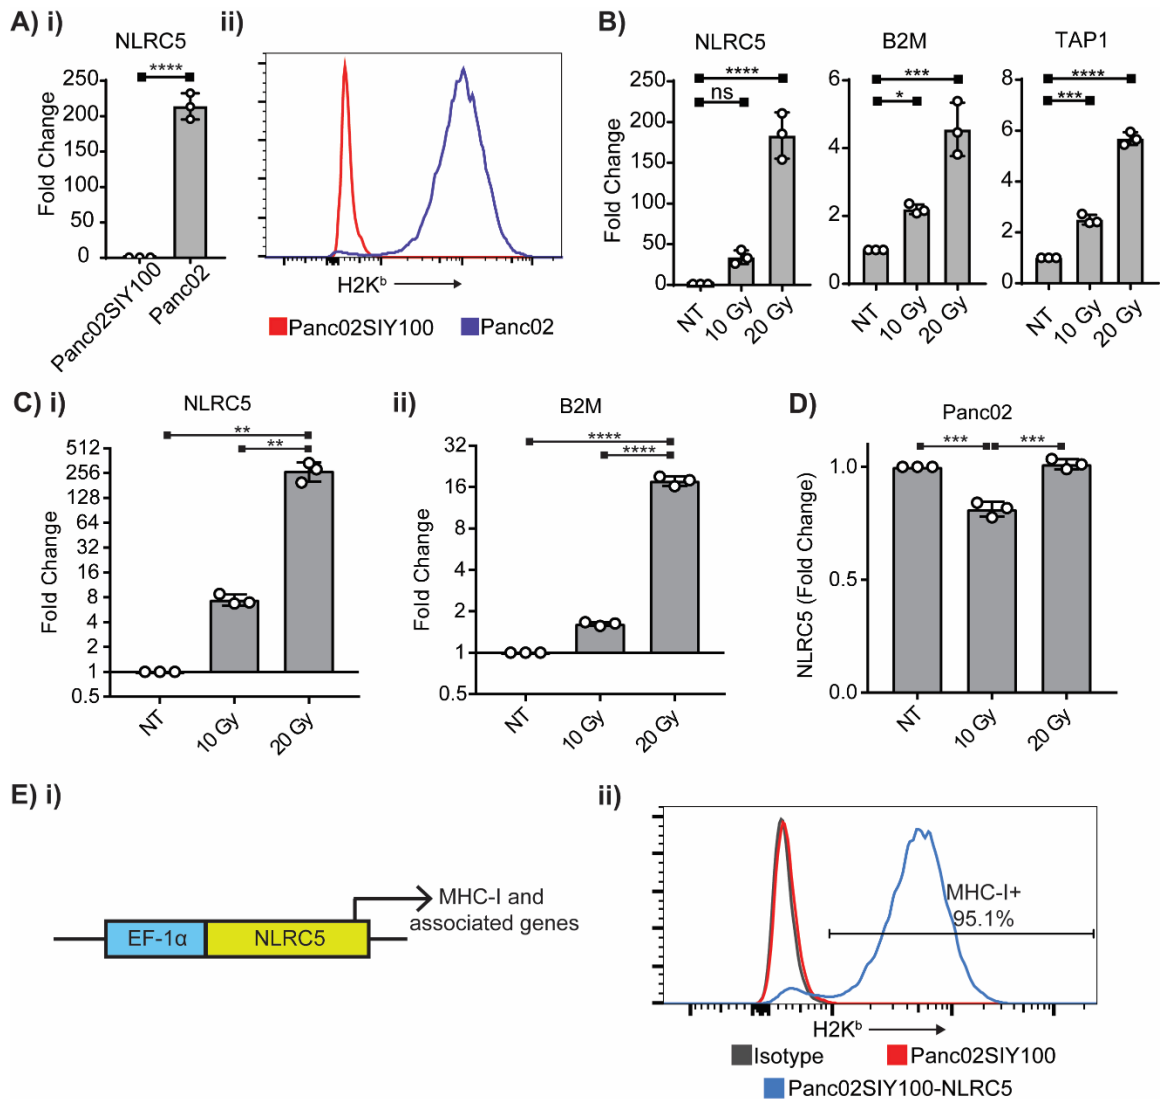 A) i)
NLRC5
****
Fold Change
250
200
150
100
50
0
Panc02SIY100
Panc02
ii)
H2Kᵇ
Panc02SIY100
Panc02
B)
NLRC5
****
ns
Fold Change
250
200
150
100
50
0
NT
10 Gy
20 Gy
B2M
***
*
6
4
2
0
NT
10 Gy
20 Gy
TAP1
****
***
8
6
4
2
0
NT
10 Gy
20 Gy
C) i)
NLRC5
**
**
Fold Change
512
256
128
64
32
16
8
4
2
1
0.5
NT
10 Gy
20 Gy
ii)
B2M
****
****
Fold Change
32
16
8
4
2
1
0.5
NT
10 Gy
20 Gy
D)
Panc02
*** ***
NLRC5 (Fold Change)
1.0
0.5
0.0
NT
10 Gy
20 Gy
E) i)
EF-1α NLRC5
MHC-I and
associated genes
ii)
MHC-I+
95.1%
H2Kᵇ
Isotype
Panc02SIY100
Panc02SIY100-NLRC5